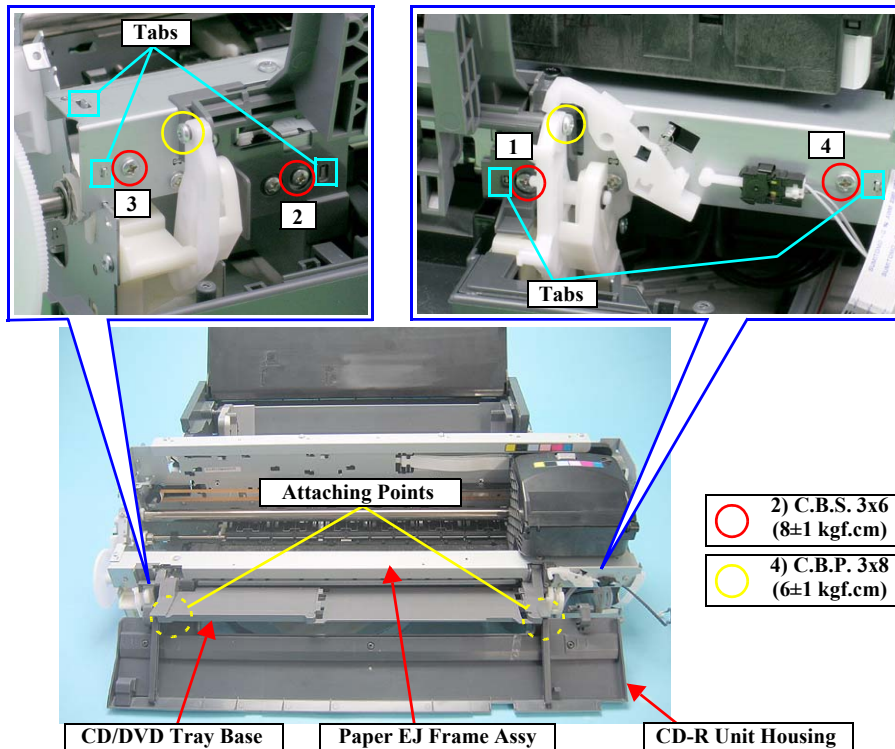 Tabs
3
2
1
4
Tabs
Attaching Points
2) C.B.S. 3x6
(8±1 kgf.cm)
4) C.B.P. 3x8
(6±1 kgf.cm)
CD/DVD Tray Base
Paper EJ Frame Assy
CD-R Unit Housing